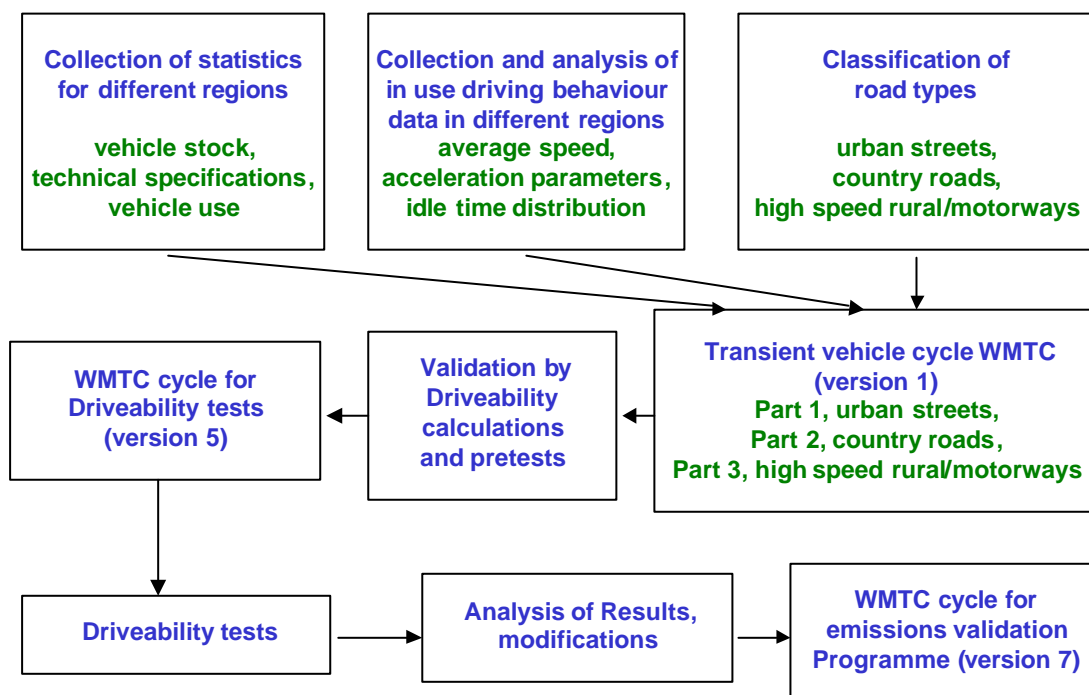 Collection of statistics
for different regions
vehicle stock,
technical specifications,
vehicle use
Collection and analysis of
in use driving behaviour
data in different regions
average speed,
acceleration parameters,
idle time distribution
Classification of
road types
urban streets,
country roads,
high speed rural/motorways
Transient vehicle cycle WMTC
(version 1)
Part 1, urban streets,
Part 2, country roads,
Part 3, high speed rural/motorways
Validation by
Driveability
calculations
and pretests
WMTC cycle for
Driveability tests
(version 5)
Driveability tests
Analysis of Results,
modifications
WMTC cycle for
emissions validation
Programme (version 7)